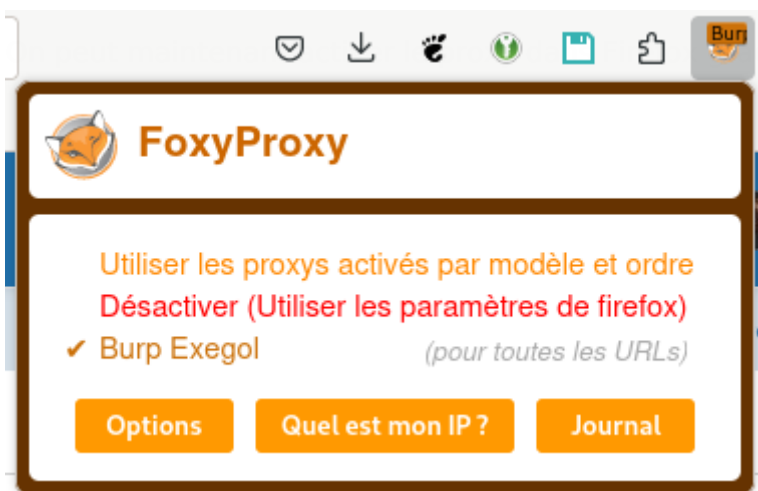 Burp
FoxyProxy
Utiliser les proxys activés par modèle et ordre
Désactiver (Utiliser les paramètres de firefox)
✔ Burp Exegol (pour toutes les URLs)
Options Quel est mon IP ? Journal